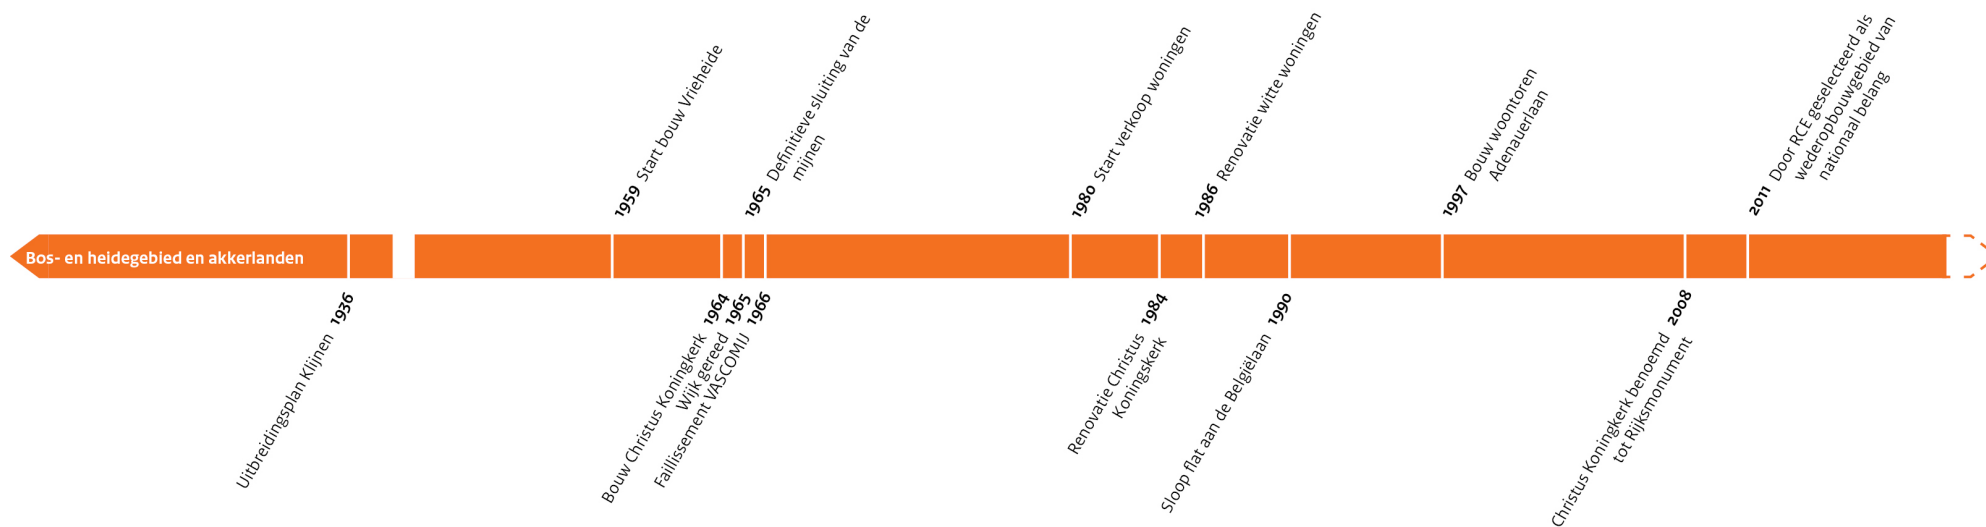 1959 Start bouw Vrieheide
1965 Definitieve sluiting van de
mijnen
1980 Start verkoop woningen
1986 Renovatie witte woningen
1997 Bouw woontoren
Adenauerlaan
2011 Door RCE geselecteerd als
wederopbouwgebied van
nationaal belang
Bos- en heidegebied en akkerlanden
Uitbreidingsplan Klijnen 1936
Bouw Christus Koningkerk 1964
Wijk gereed 1965
Faillissement VASCOMIJ 1966
Renovatie Christus 1984
Koningskerk
Sloop flat aan de Belgiëlaan 1990
Christus Koningkerk benoemd 2008
tot Rijksmonument